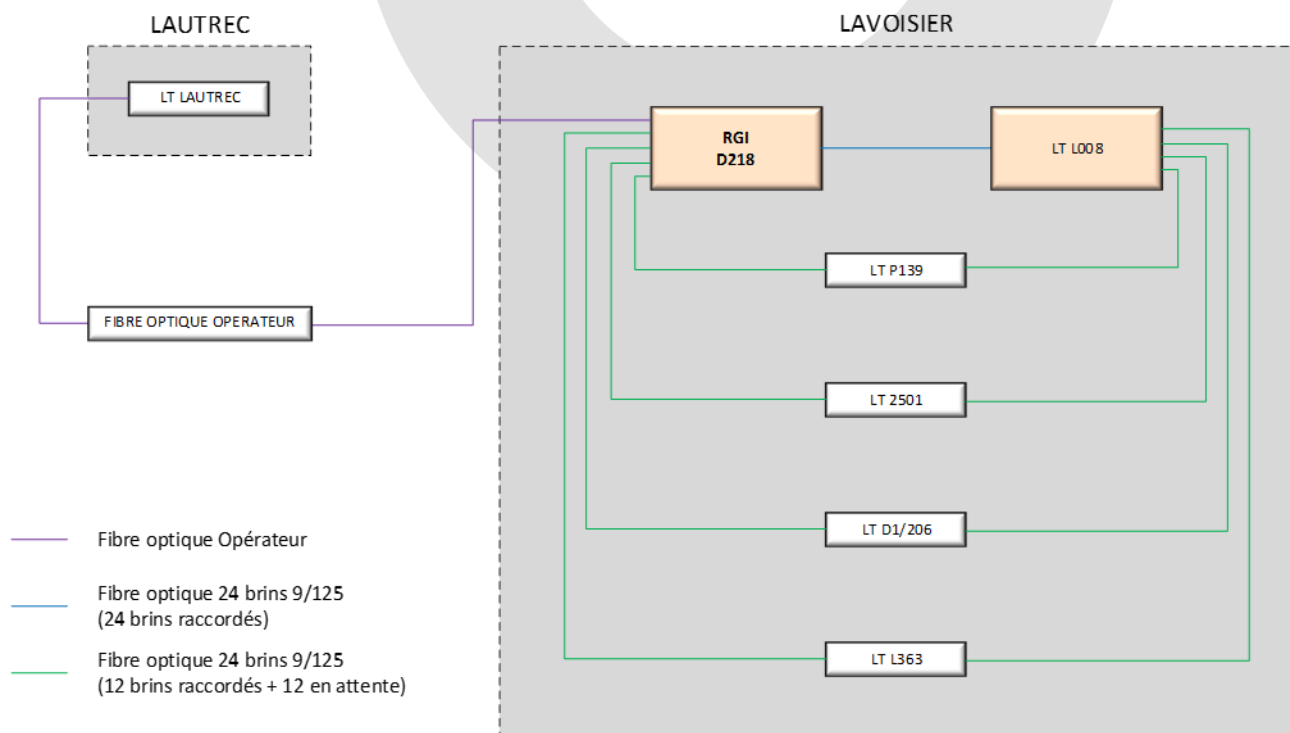 LAUTREC
LAVOISIER
LT LAUTREC
RGI
D218
LT L008
LT P139
FIBRE OPTIQUE OPERATEUR
LT 2501
LT D1/206
LT L363
Fibre optique Opérateur
Fibre optique 24 brins 9/125
(24 brins raccordés)
Fibre optique 24 brins 9/125
(12 brins raccordés + 12 en attente)